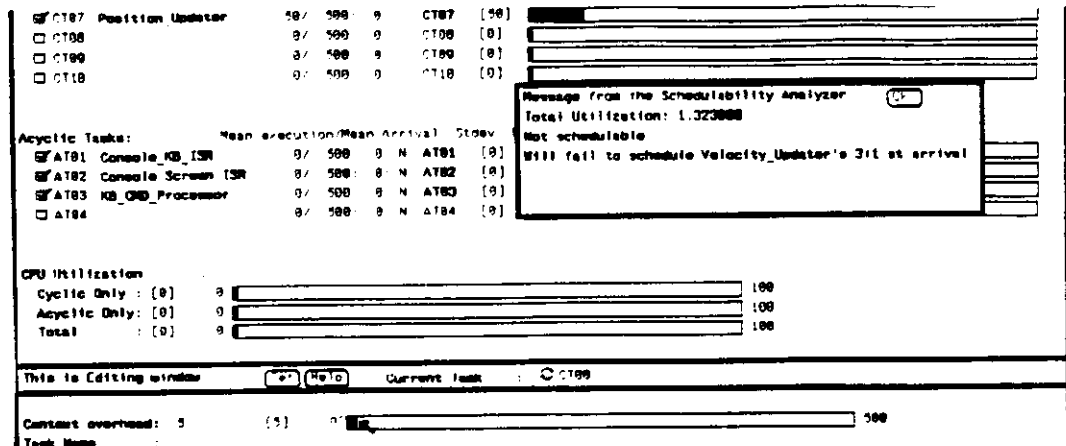 CT07 Position_Updater 50/ 500: 0 CT07 [50]
CT08 0/ 500 0 CT08 [0]
CT09 0/ 500 0 CT09 [0]
CT10 0/ 500 0 CT10 [0]
Message from the Schedulability Analyzer
Total Utilization: 1.323000
Not schedulable
Will fail to schedule Velocity_Updater's at arrival
Acyclic Tasks: Mean execution/Mean Arrival Stdev
AT01 Console_KB_ISR 0/ 500 0 N AT01 [0]
AT02 Console Screen ISR 0/ 500: 0 N AT02 [0]
AT03 KB_CMD_Processor 0/ 500 0 N AT03 [0]
AT04 0/ 500 0 N AT04 [0]
CPU Utilization
Cyclic Only : [0] 0 100
Acyclic Only: [0] 0 100
Total : [0] 0 100
This is Editing window Help Current Task : CT08
Context overhead: 5 [5] 0 500
Task Name :